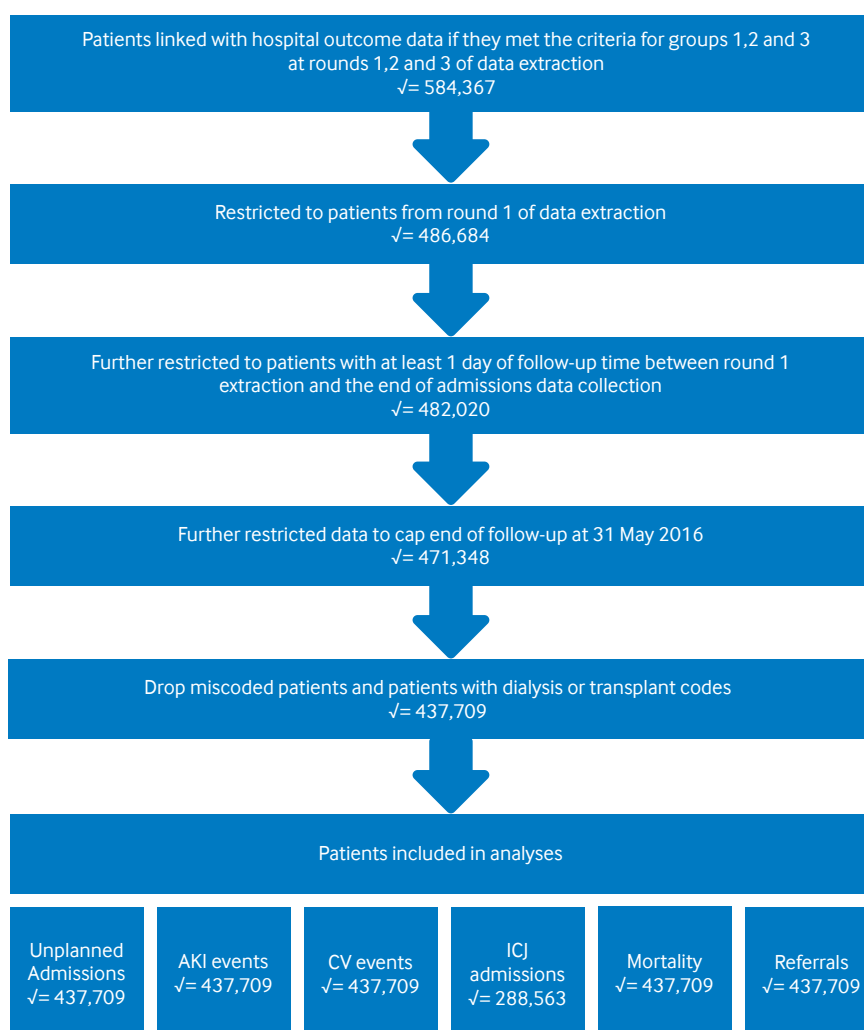 Patients linked with hospital outcome data if they met the criteria for groups 1,2 and 3
at rounds 1,2 and 3 of data extraction
√= 584,367
Restricted to patients from round 1 of data extraction
√= 486,684
Further restricted to patients with at least 1 day of follow-up time between round 1
extraction and the end of admissions data collection
√= 482,020
Further restricted data to cap end of follow-up at 31 May 2016
√= 471,348
Drop miscoded patients and patients with dialysis or transplant codes
√= 437,709
Patients included in analyses
Unplanned
Admissions
√= 437,709
AKI events
√= 437,709
CV events
√= 437,709
ICJ
admissions
√= 288,563
Mortality
√= 437,709
Referrals
√= 437,709